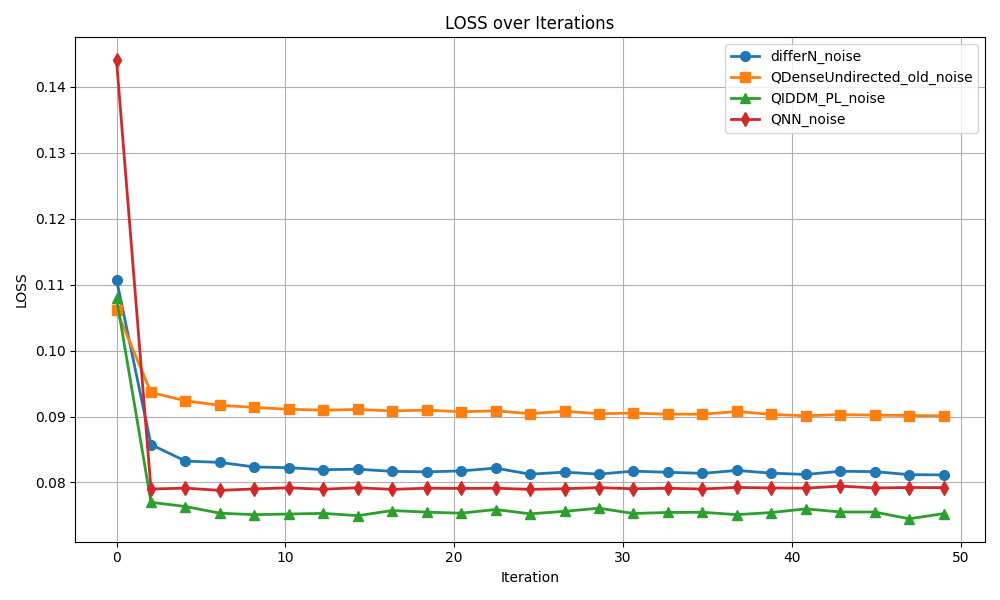 LOSS over Iterations
differN_noise
QDenseUndirected_old_noise
QIDDM_PL_noise
QNN_noise
LOSS
0.14
0.13
0.12
0.11
0.10
0.09
0.08
0 10 20 30 40 50
Iteration